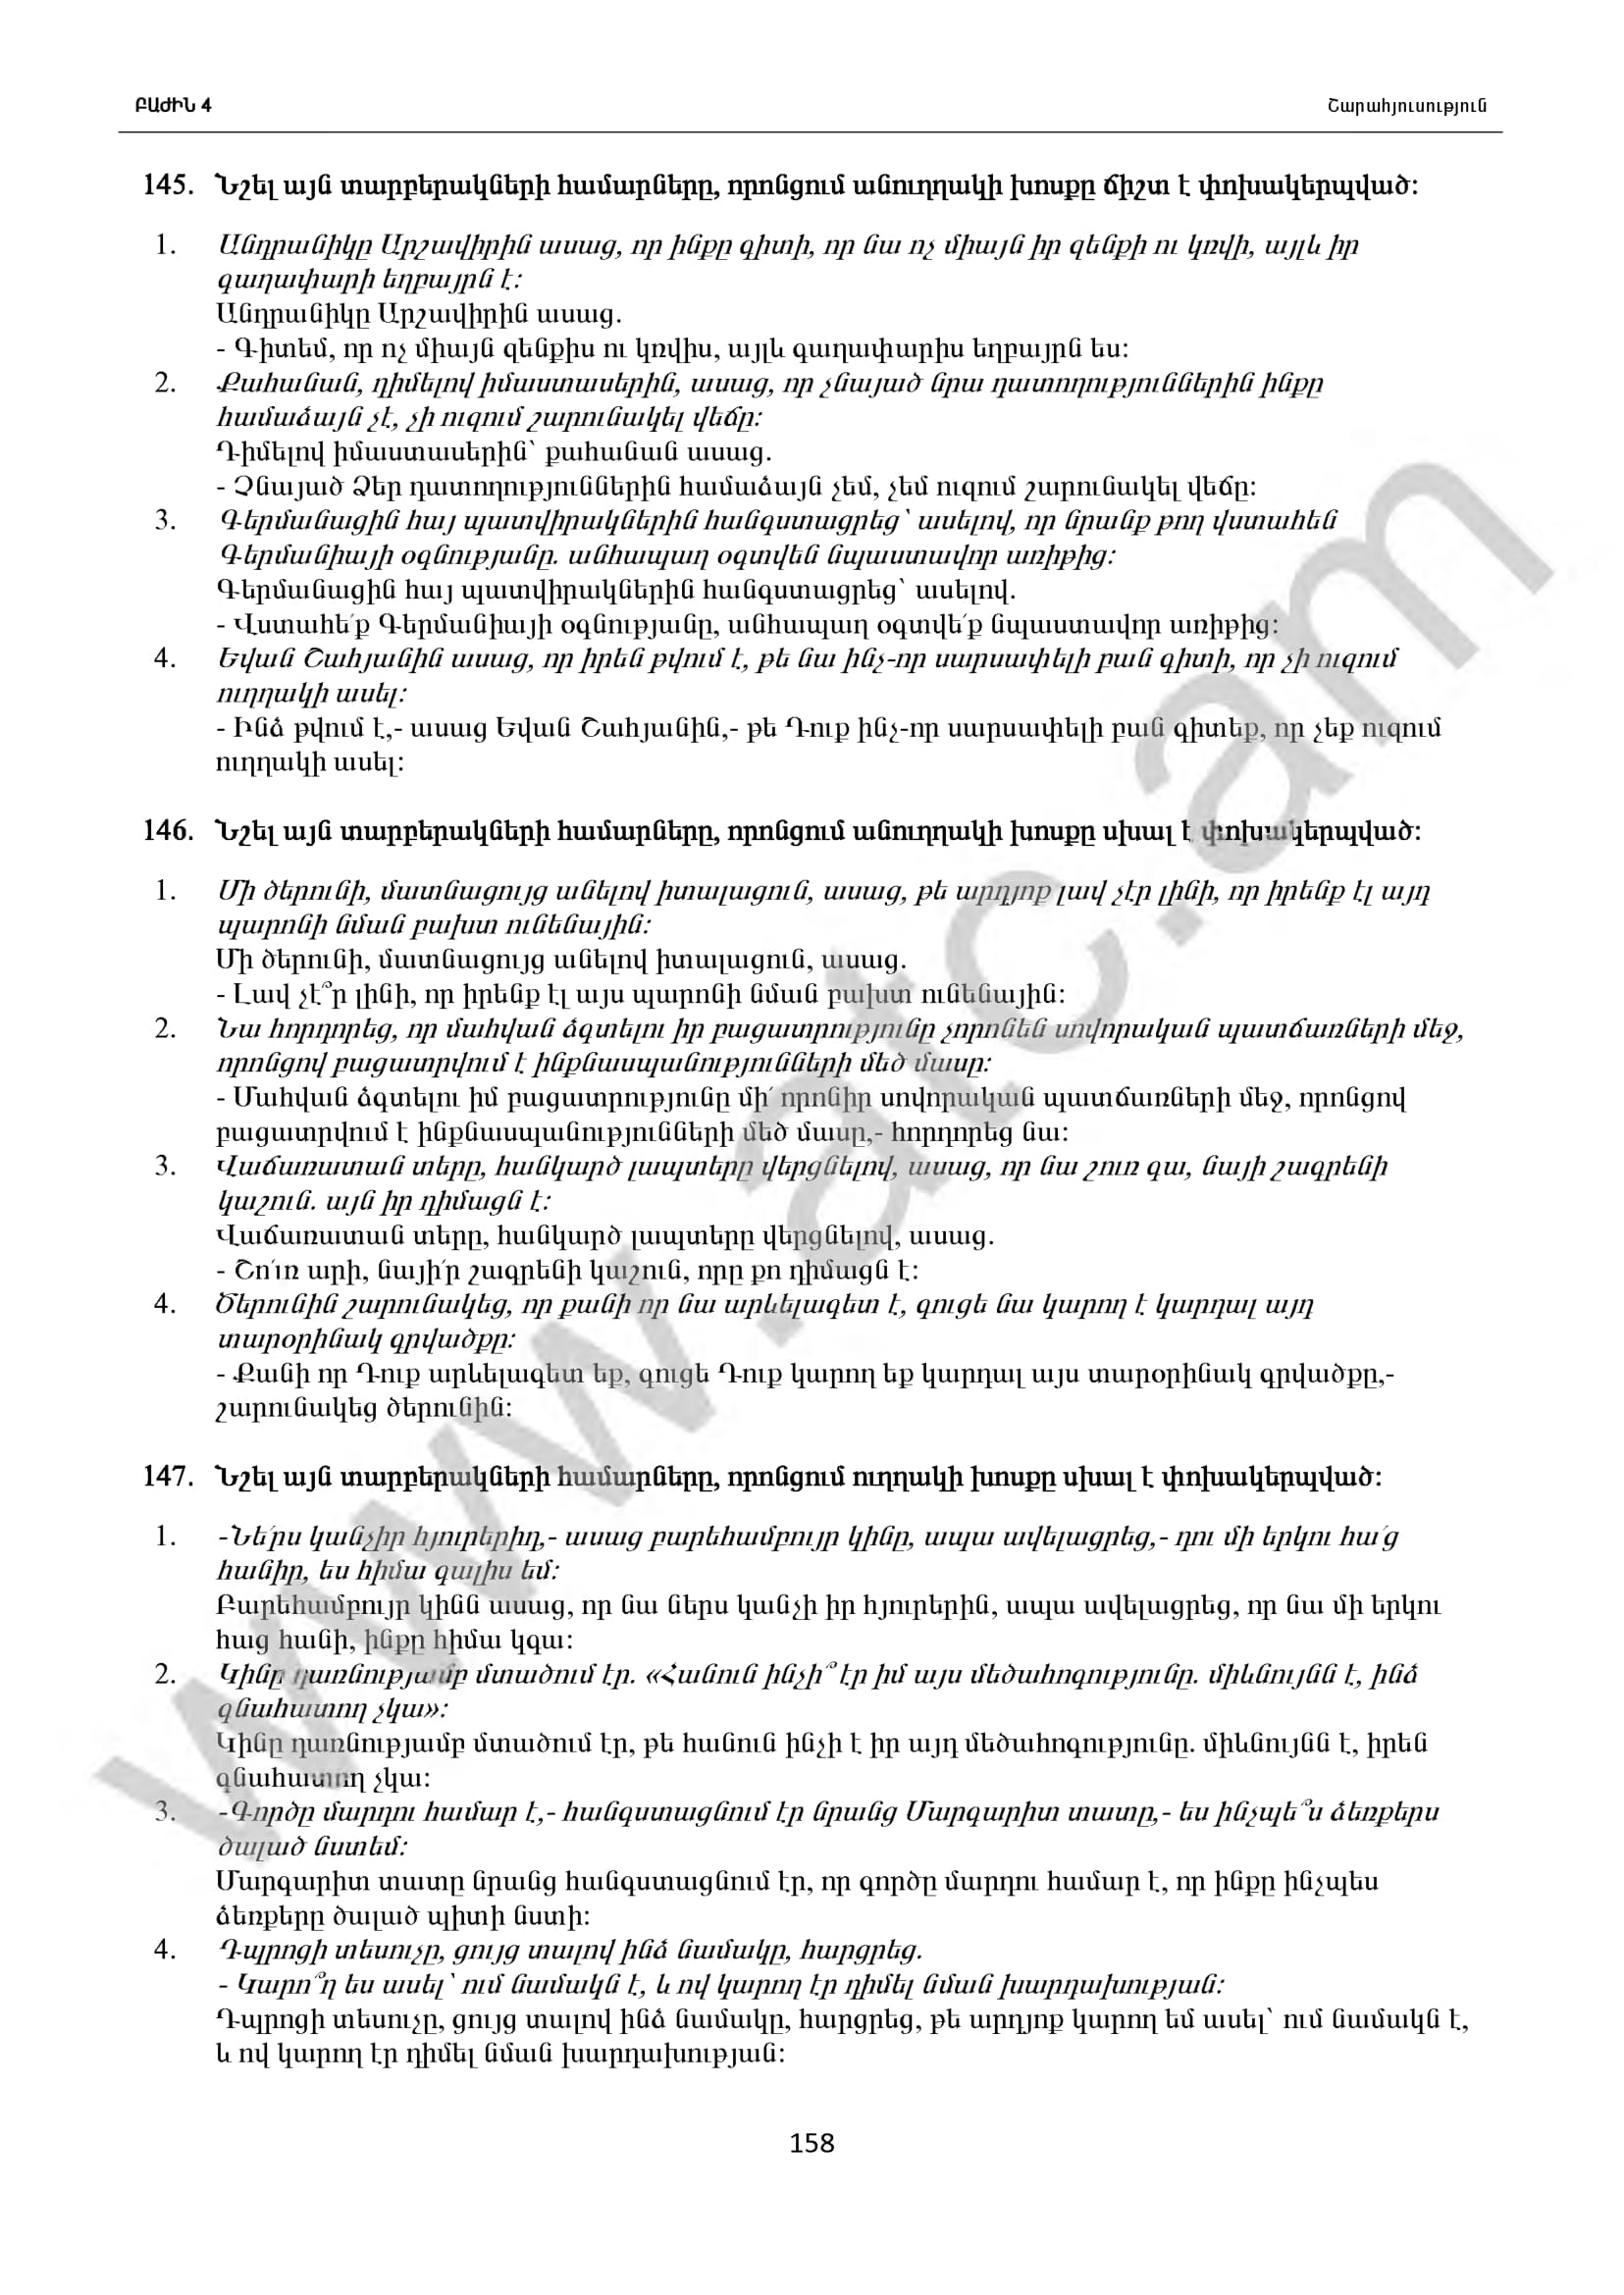 ԲԱԺԻՆ 4
Շարահյուսություն
145. Նշել այն տարբերակների համարները, որոնցում անուղղակի խոսքը ճիշտ է փոխակերպված:
1. Անդրանիկը Արշավիրին ասաց, որ ինքը գիտի, որ նա ոչ միայն իր զենքի ու կռվի, այլև իր
գաղափարի եղբայրն է:
Անդրանիկը Արշավիրին ասաց.
- Գիտեմ, որ ոչ միայն զենքիս ու կռվիս, այլև գաղափարիս եղբայրն ես:
2. Քահանան, դիմելով իմաստասերին, ասաց, որ չնայած նրա դատողություններին ինքը
համաձայն չէ, չի ուզում շարունակել վեճը:
Դիմելով իմաստասերին՝ քահանան ասաց.
- Չնայած Ձեր դատողություններին համաձայն չեմ, չեմ ուզում շարունակել վեճը:
3. Գերմանացին հայ պատվիրակներին հանգստացրեց՝ ասելով, որ նրանք թող վստահեն
Գերմանիայի օգնությանը. անհապաղ օգտվեն նպաստավոր առիթից:
Գերմանացին հայ պատվիրակներին հանգստացրեց՝ ասելով.
- Վստահե՛ք Գերմանիայի օգնությանը, անհապաղ օգտվե՛ք նպաստավոր առիթից:
4. Եվան Շահյանին ասաց, որ իրեն թվում է, թե նա ինչ-որ սարսափելի բան գիտի, որ չի ուզում
ուղղակի ասել:
- Ինձ թվում է,- ասաց Եվան Շահյանին,- թե Դուք ինչ-որ սարսափելի բան գիտեք, որ չեք ուզում
ուղղակի ասել:
146. Նշել այն տարբերակների համարները, որոնցում անուղղակի խոսքը սխալ է փոխակերպված:
1. Մի ծերունի, մատնացույց անելով իտալացուն, ասաց, թե արդյոք լավ չէր լինի, որ իրենք էլ այդ
պարոնի նման բախտ ունենային:
Մի ծերունի, մատնացույց անելով իտալացուն, ասաց.
- Լավ չէ՞ր լինի, որ իրենք էլ այս պարոնի նման բախտ ունենային:
2. Նա հորդորեց, որ մահվան ձգտելու իր բացատրությունը չորոնեն սովորական պատճառների մեջ,
որոնցով բացատրվում է ինքնասպանությունների մեծ մասը:
- Մահվան ձգտելու իմ բացատրությունը մի՛ որոնիր սովորական պատճառների մեջ, որոնցով
բացատրվում է ինքնասպանությունների մեծ մասը,- հորդորեց նա:
3. Վաճառատան տերը, հանկարծ լապտերը վերցնելով, ասաց, որ նա շուռ գա, նայի շագրենի
կաշուն. այն իր դիմացն է:
Վաճառատան տերը, հանկարծ լապտերը վերցնելով, ասաց.
- Շո՛ւռ արի, նայի՛ր շագրենի կաշուն, որը քո դիմացն է:
4. Ծերունին շարունակեց, որ քանի որ նա արևելագետ է, գուցե նա կարող է կարդալ այդ
տարօրինակ գրվածքը:
- Քանի որ Դուք արևելագետ եք, գուցե Դուք կարող եք կարդալ այս տարօրինակ գրվածքը,-
շարունակեց ծերունին:
147. Նշել այն տարբերակների համարները, որոնցում ուղղակի խոսքը սխալ է փոխակերպված:
1. -Նե՛րս կանչիր հյուրերիդ,- ասաց բարեհամբույր կինը, ապա ավելացրեց,- դու մի երկու հա՛ց
հանիր, ես հիմա գալիս եմ:
Բարեհամբույր կինն ասաց, որ նա ներս կանչի իր հյուրերին, ապա ավելացրեց, որ նա մի երկու
հաց հանի, ինքը հիմա կգա:
2. Կինը դառնությամբ մտածում էր. «Հանուն ինչի՞ էր իմ այս մեծահոգությունը. միևնույնն է, ինձ
գնահատող չկա»:
Կինը դառնությամբ մտածում էր, թե հանուն ինչի է իր այդ մեծահոգությունը. միևնույնն է, իրեն
գնահատող չկա:
3. -Գործը մարդու համար է,- հանգստացնում էր նրանց Մարգարիտ տատը,- ես ինչպե՞ս ձեռքերս
ծալած նստեմ:
Մարգարիտ տատը նրանց հանգստացնում էր, որ գործը մարդու համար է, որ ինքը ինչպես
ձեռքերը ծալած պիտի նստի:
4. Դպրոցի տեսուչը, ցույց տալով ինձ նամակը, հարցրեց.
- Կարո՞ղ ես ասել՝ ում նամակն է, և ով կարող էր դիմել նման խարդախության:
Դպրոցի տեսուչը, ցույց տալով ինձ նամակը, հարցրեց, թե արդյոք կարող եմ ասել՝ ում նամակն է,
և ով կարող էր դիմել նման խարդախության:
158
www.atc.am